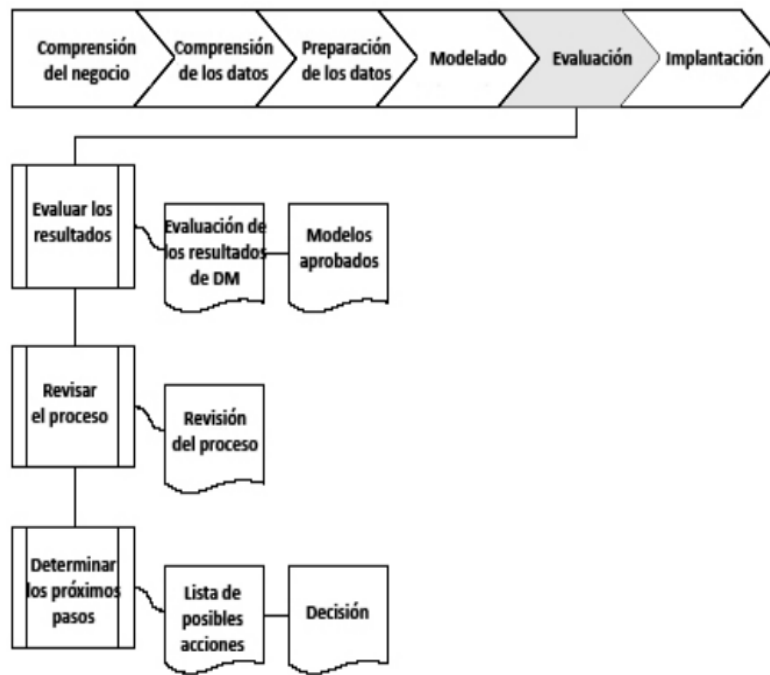 Comprensión
del negocio
Comprensión
de los datos
Preparación
de los datos
Modelado
Evaluación
Implantación
Evaluar los
resultados
Evaluación de
los resultados
de DM
Modelos
aprobados
Revisar
el proceso
Revisión
del proceso
Determinar
los próximos
pasos
Lista de
posibles
acciones
Decisión